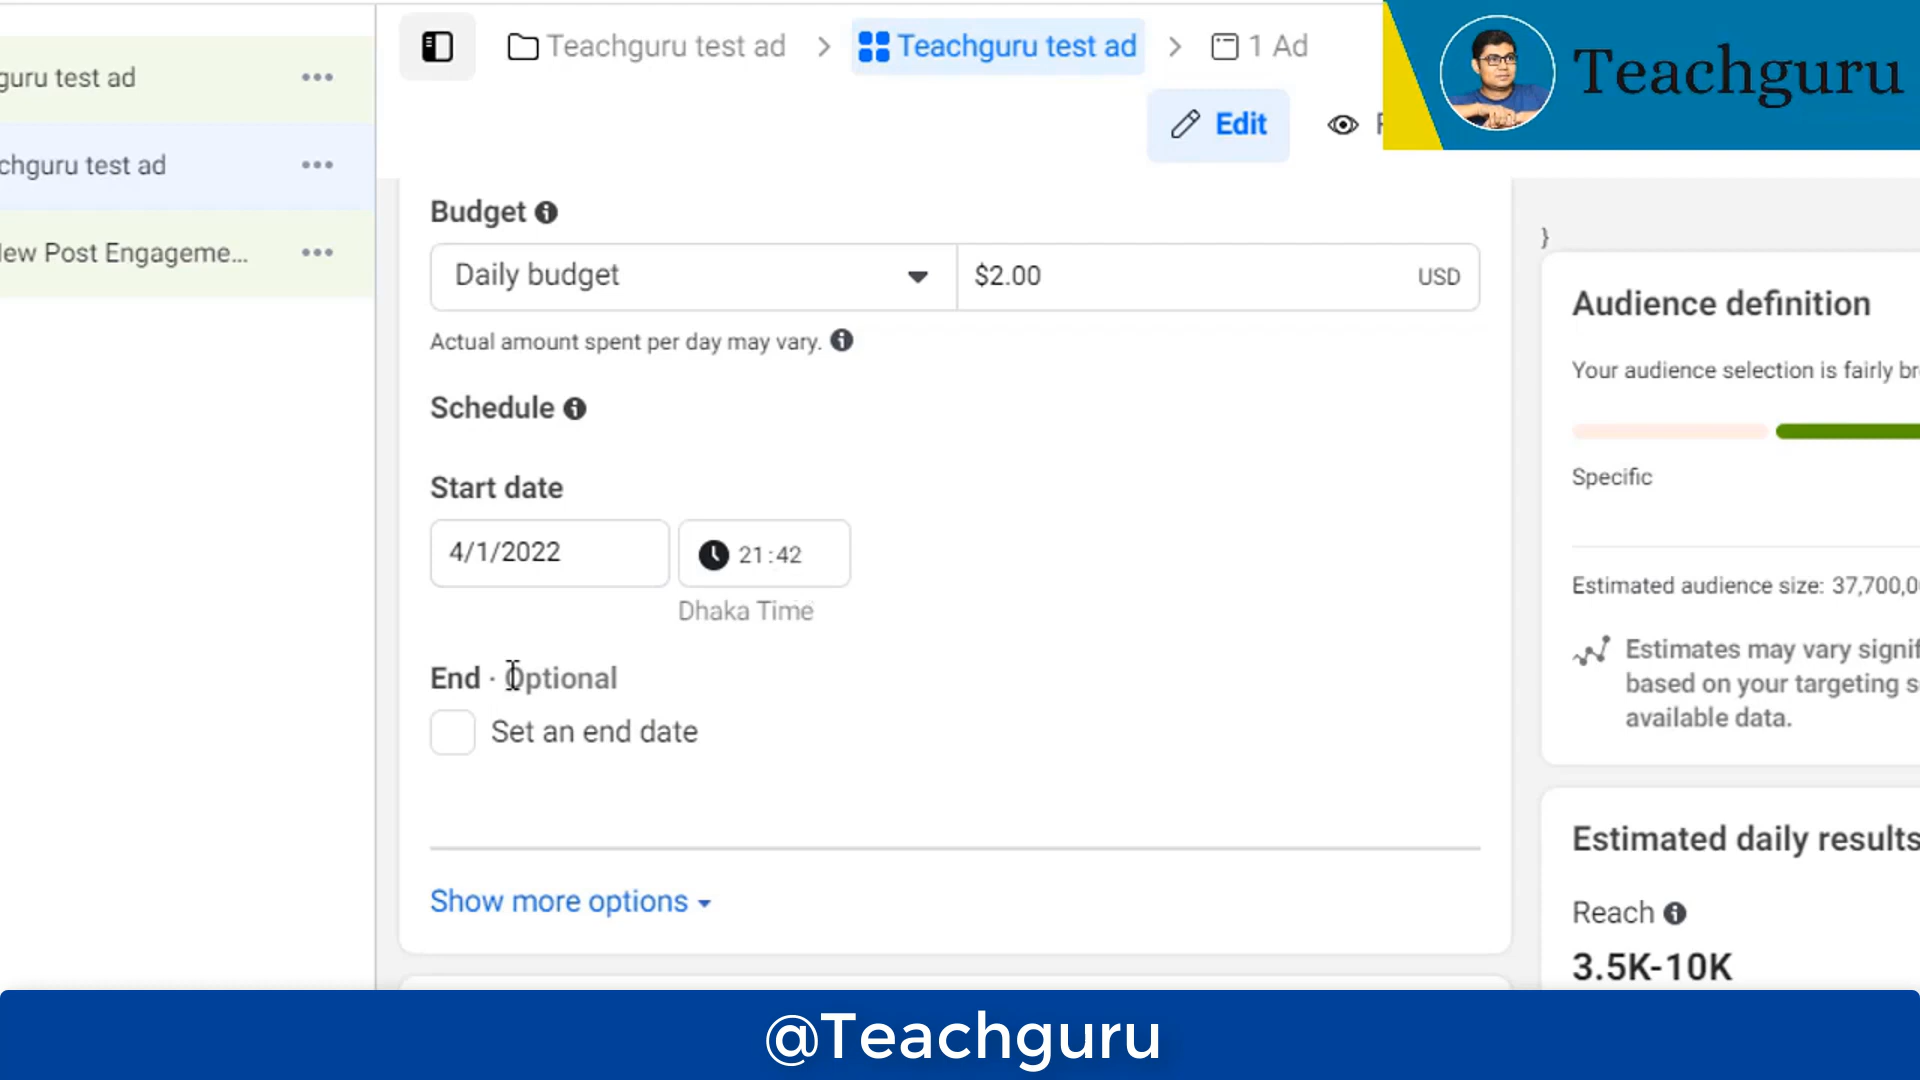 Teachguru test ad > Teachguru test ad > 1 Ad
Teachguru
guru test ad
Edit
chguru test ad
New Post Engageme...
Budget
Daily budget
$2.00 USD
Actual amount spent per day may vary.
Schedule
Start date
4/1/2022
21:42
Dhaka Time
End · Optional
Set an end date
Show more options
}
Audience definition
Your audience selection is fairly br
Specific
Estimated audience size: 37,700,0
Estimates may vary signif
based on your targeting s
available data.
Estimated daily results
Reach
3.5K-10K
@Teachguru